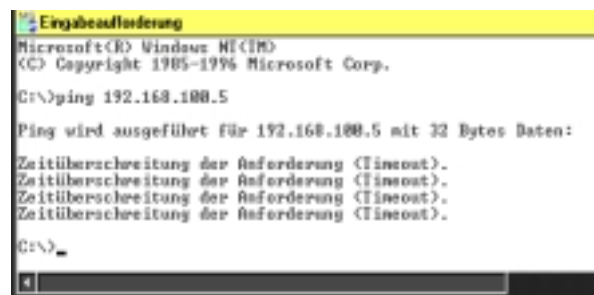 Eingabeaufforderung
Microsoft(R) Windows NT(TM)
(C) Copyright 1985-1996 Microsoft Corp.
C:\>ping 192.168.100.5
Ping wird ausgeführt für 192.168.100.5 mit 32 Bytes Daten:
Zeitüberschreitung der Anforderung (Timeout).
Zeitüberschreitung der Anforderung (Timeout).
Zeitüberschreitung der Anforderung (Timeout).
Zeitüberschreitung der Anforderung (Timeout).
C:\>_